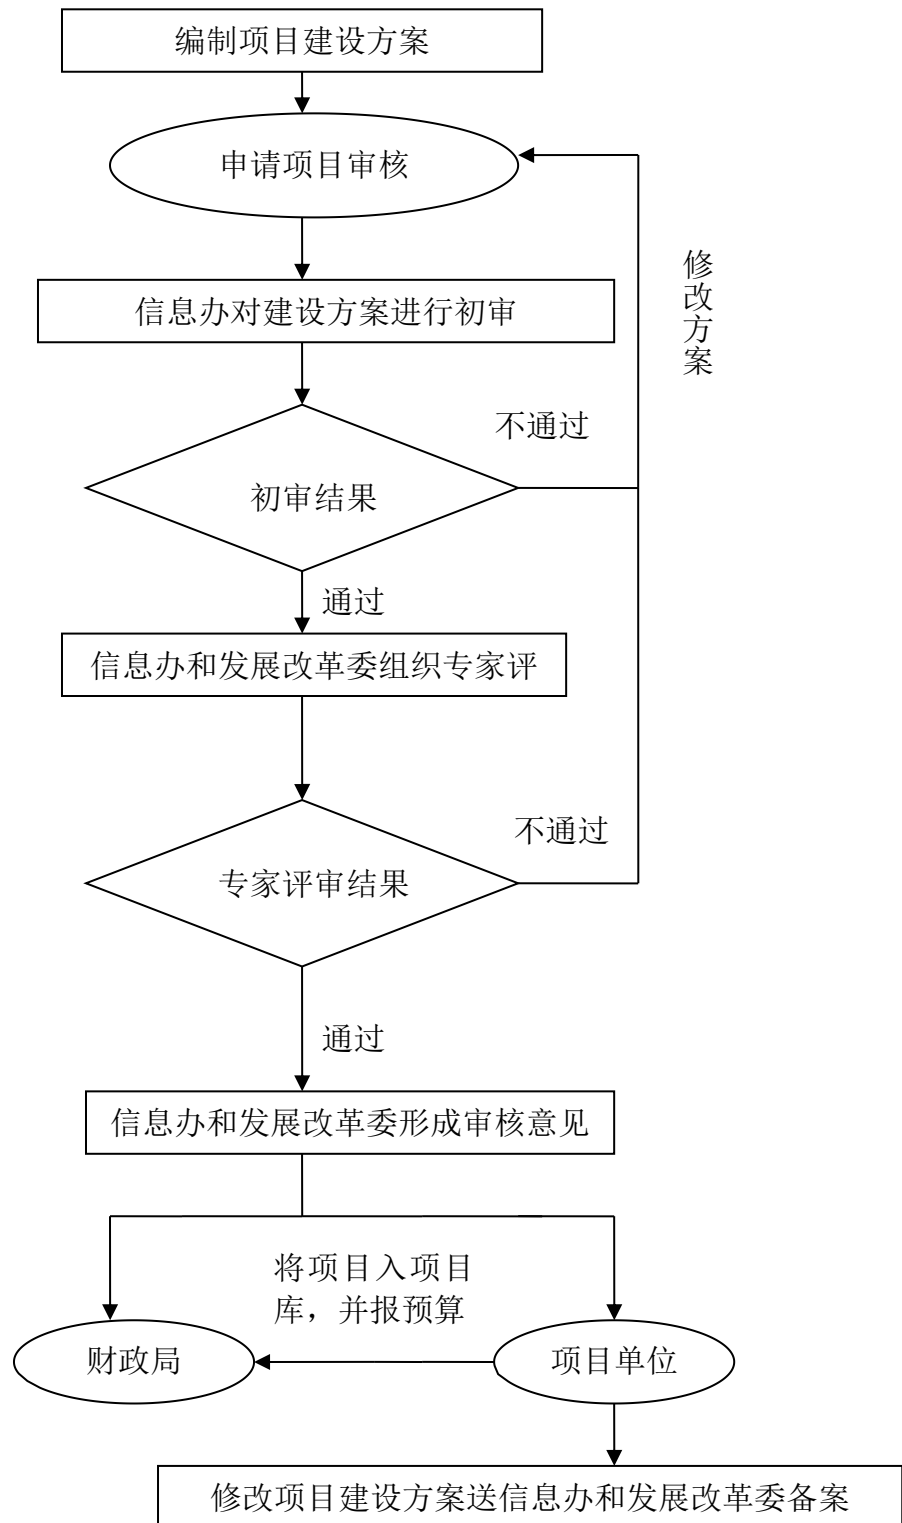 编制项目建设方案
申请项目审核
修改方案
信息办对建设方案进行初审
不通过
初审结果
通过
信息办和发展改革委组织专家评
不通过
专家评审结果
通过
信息办和发展改革委形成审核意见
将项目入项目
库，并报预算
财政局
项目单位
修改项目建设方案送信息办和发展改革委备案